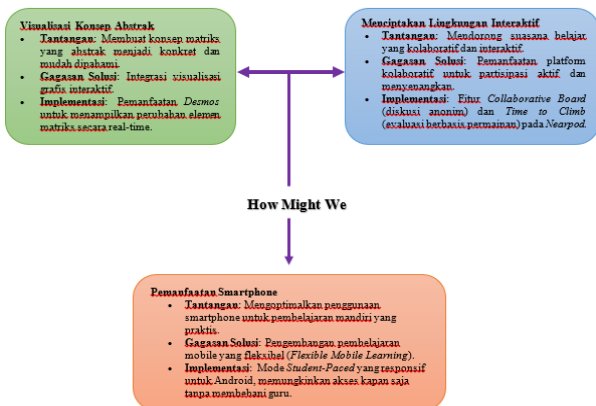 Visualisasi Konsep Abstrak
• Tantangan: Membuat konsep matriks
yang abstrak menjadi konkret dan
mudah dipahami.
• Gagasan Solusi: Integrasi visualisasi
grafis interaktif.
• Implementasi: Pemanfaatan Desmos
untuk menampilkan perubahan elemen
matriks secara real-time.
Menciptakan Lingkungan Interaktif
• Tantangan: Mendorong suasana belajar
yang kolaboratif dan interaktif.
• Gagasan Solusi: Pemanfaatan platform
kolaboratif untuk partisipasi aktif dan
menyenangkan.
• Implementasi: Fitur Collaborative Board
(diskusi anonim) dan Time to Climb
(evaluasi berbasis permainan) pada Nearpod.
How Might We
Pemanfaatan Smartphone
• Tantangan: Mengoptimalkan penggunaan
smartphone untuk pembelajaran mandiri yang
praktis.
• Gagasan Solusi: Pengembangan pembelajaran
mobile yang fleksibel (Flexible Mobile Learning).
• Implementasi: Mode Student-Paced yang responsif
untuk Android, memungkinkan akses kapan saja
tanpa membebani guru.